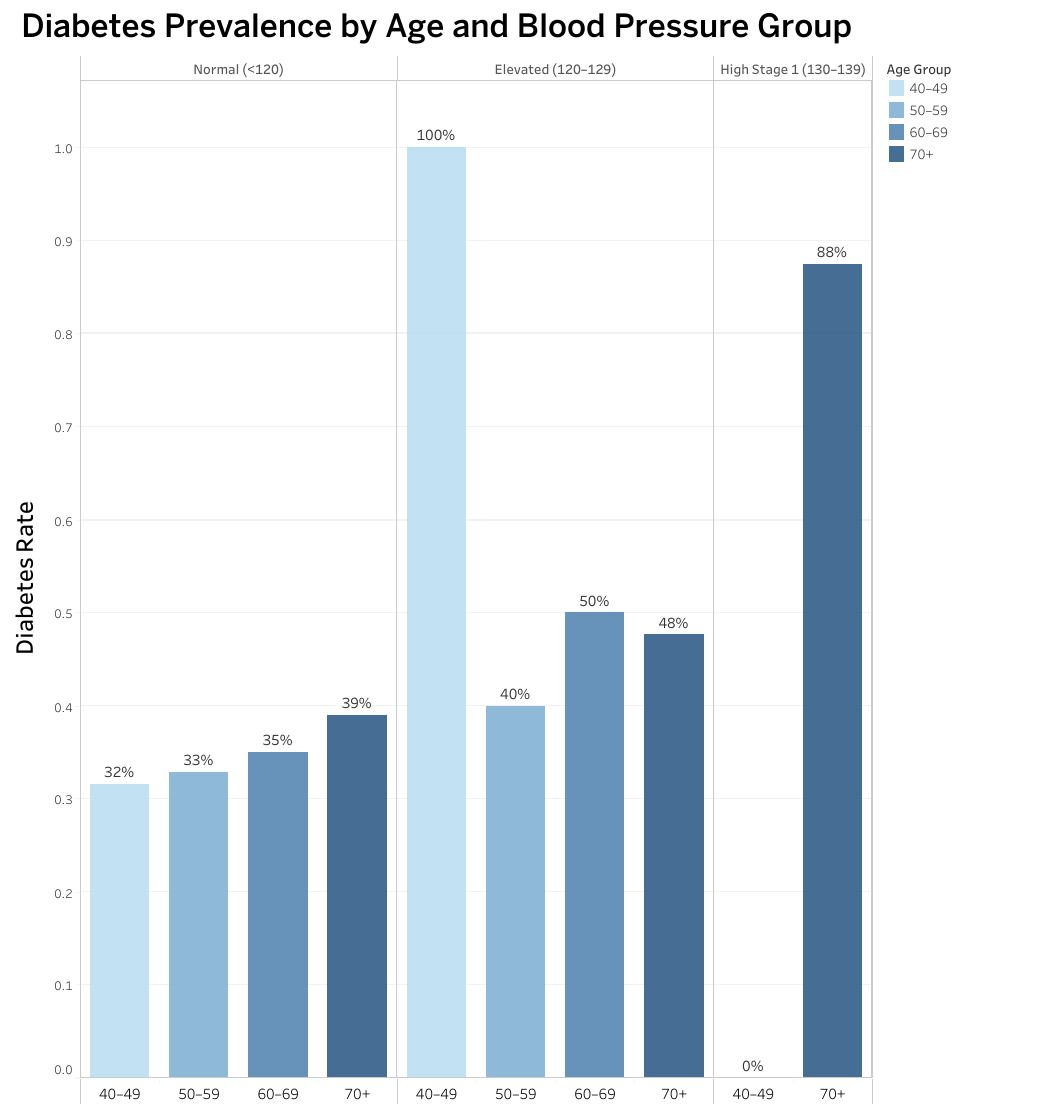 Diabetes Prevalence by Age and Blood Pressure Group
Normal (<120) Elevated (120–129) High Stage 1 (130–139)
Age Group
40–49
50–59
60–69
70+
Diabetes Rate
1.0
0.9
0.8
0.7
0.6
0.5
0.4
0.3
0.2
0.1
0.0
32% 33% 35% 39% 100% 40% 50% 48% 0% 88%
40–49 50–59 60–69 70+ 40–49 50–59 60–69 70+ 40–49 70+